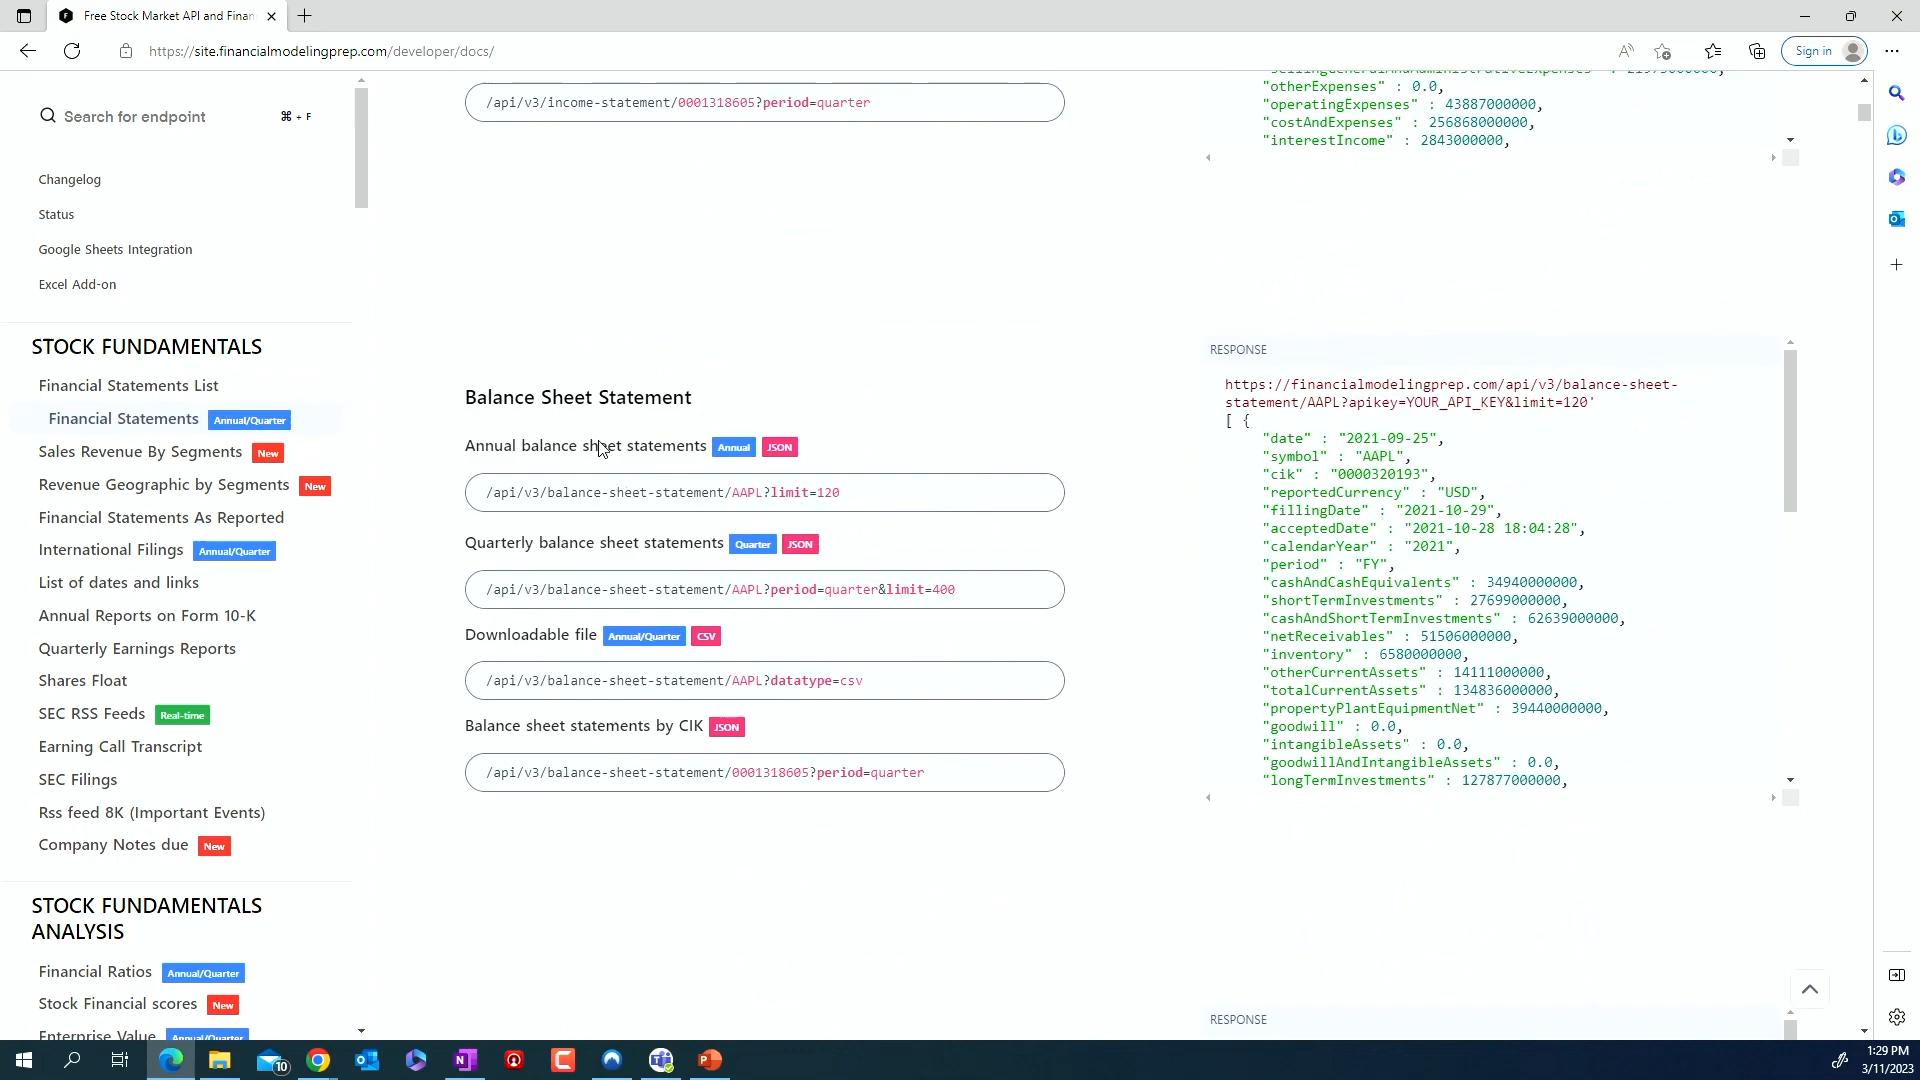 Free Stock Market API and Finan
https://site.financialmodelingprep.com/developer/docs/
Sign in
Search for endpoint
⌘ + F
Changelog
Status
Google Sheets Integration
Excel Add-on
STOCK FUNDAMENTALS
Financial Statements List
Financial Statements Annual/Quarter
Sales Revenue By Segments New
Revenue Geographic by Segments New
Financial Statements As Reported
International Filings Annual/Quarter
List of dates and links
Annual Reports on Form 10-K
Quarterly Earnings Reports
Shares Float
SEC RSS Feeds Real-time
Earning Call Transcript
SEC Filings
Rss feed 8K (Important Events)
Company Notes due New
STOCK FUNDAMENTALS
ANALYSIS
Financial Ratios Annual/Quarter
Stock Financial scores New
Enterprise Value Annual/Quarter
/api/v3/income-statement/0001318605?period=quarter
Balance Sheet Statement
Annual balance sheet statements Annual JSON
/api/v3/balance-sheet-statement/AAPL?limit=120
Quarterly balance sheet statements Quarter JSON
/api/v3/balance-sheet-statement/AAPL?period=quarter&limit=400
Downloadable file Annual/Quarter CSV
/api/v3/balance-sheet-statement/AAPL?datatype=csv
Balance sheet statements by CIK JSON
/api/v3/balance-sheet-statement/0001318605?period=quarter
"otherExpenses" : 0.0,
"operatingExpenses" : 43887000000,
"costAndExpenses" : 256868000000,
"interestIncome" : 2843000000,
RESPONSE
https://financialmodelingprep.com/api/v3/balance-sheet-
statement/AAPL?apikey=YOUR_API_KEY&limit=120'
[ {
"date" : "2021-09-25",
"symbol" : "AAPL",
"cik" : "0000320193",
"reportedCurrency" : "USD",
"fillingDate" : "2021-10-29",
"acceptedDate" : "2021-10-28 18:04:28",
"calendarYear" : "2021",
"period" : "FY",
"cashAndCashEquivalents" : 34940000000,
"shortTermInvestments" : 27699000000,
"cashAndShortTermInvestments" : 62639000000,
"netReceivables" : 51506000000,
"inventory" : 6580000000,
"otherCurrentAssets" : 14111000000,
"totalCurrentAssets" : 134836000000,
"propertyPlantEquipmentNet" : 39440000000,
"goodwill" : 0.0,
"intangibleAssets" : 0.0,
"goodwillAndIntangibleAssets" : 0.0,
"longTermInvestments" : 127877000000,
RESPONSE
10
1:29 PM
3/11/2023